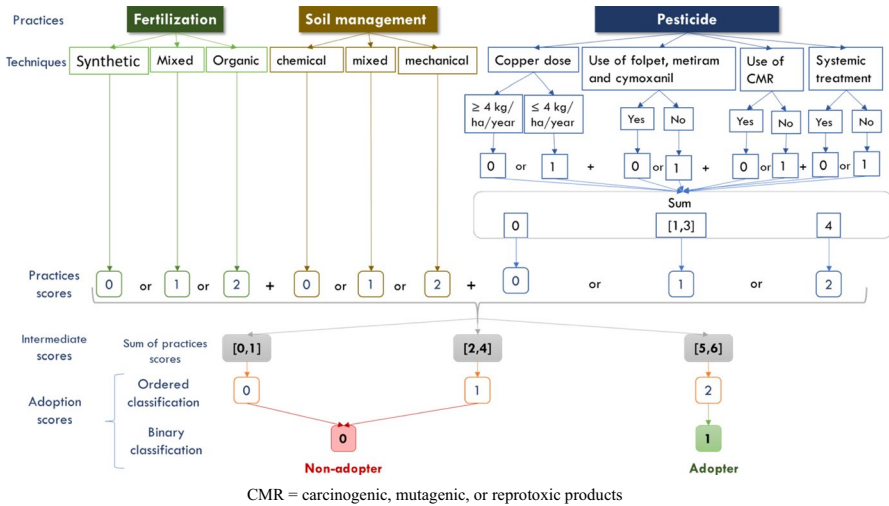 Practices Fertilization Soil management Pesticide
Techniques Synthetic Mixed Organic chemical mixed mechanical Copper dose Use of folpet, metiram Use of Systemic
and cymoxanil CMR treatment
≥ 4 kg/ ≤ 4 kg/
ha/year ha/year
Yes No Yes No Yes No
0 or 1 + 0 or 1 + 0 or 1 + 0 or 1
Sum
0 [1,3] 4
Practices
scores
0 or 1 or 2 + 0 or 1 or 2 + 0 or 1 or 2
Intermediate
scores
Sum of practices
scores
[0,1] [2,4] [5,6]
Adoption
scores
Ordered
classification
0 1 2
Binary
classification
0 1
Non-adopter Adopter
CMR = carcinogenic, mutagenic, or reprotoxic products